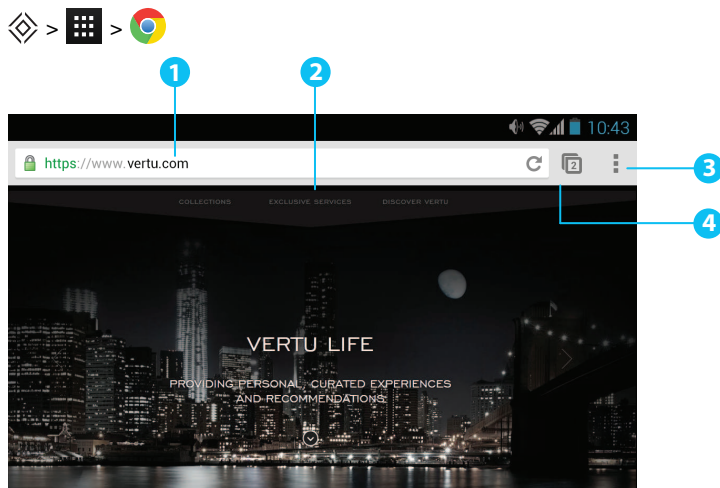 > >
1 2
10:43
https://www.vertu.com 2
3
COLLECTIONS EXCLUSIVE SERVICES DISCOVER VERTU
4
VERTU LIFE
PROVIDING PERSONAL, CURATED EXPERIENCES
AND RECOMMENDATIONS